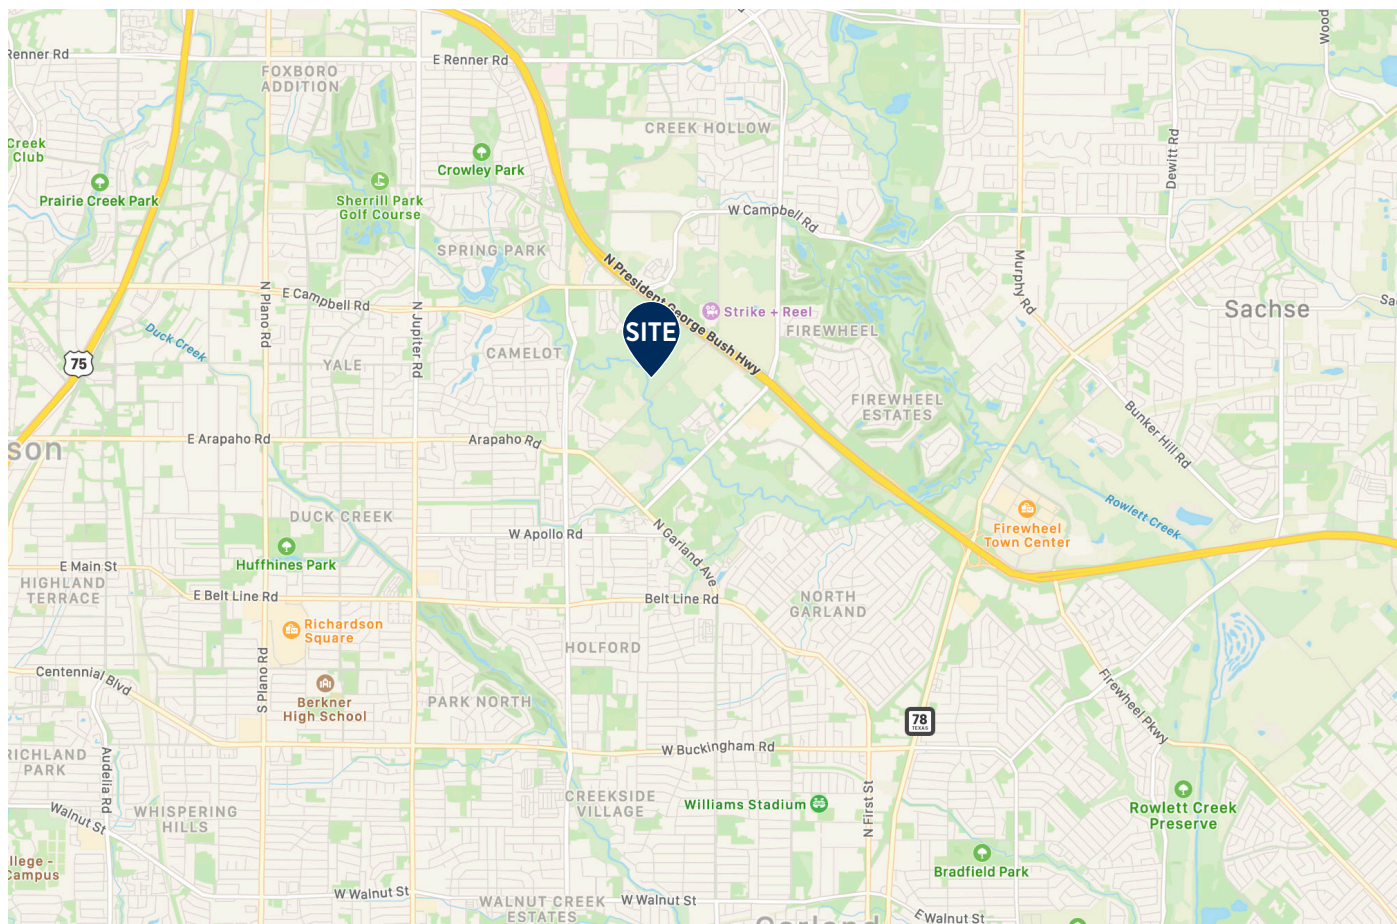 Renner Rd
E Renner Rd
Wood
FOXBORO
ADDITION
CREEK HOLLOW
Dewitt Rd
Creek
Club
Crowley Park
Prairie Creek Park
Sherrill Park
Golf Course
W Campbell Rd
SPRING PARK
Murphy Rd
N President George Bush Hwy
E Campbell Rd
N Plano Rd
N Jupiter Rd
Strike + Reel
Sachse
Sa
SITE
FIREWHEEL
Duck Creek
75
YALE
CAMELOT
FIREWHEEL
ESTATES
Bunker Hill Rd
son
E Arapaho Rd
Arapaho Rd
Rowlett Creek
DUCK CREEK
Firewheel
Town Center
W Apollo Rd
N Garland Ave
Huffhines Park
E Main St
HIGHLAND
TERRACE
E Belt Line Rd
Belt Line Rd
NORTH
GARLAND
Richardson
Square
HOLFORD
Centennial Blvd
S Plano Rd
Berkner
High School
PARK NORTH
Firewheel Pkwy
78
TEXAS
W Buckingham Rd
RICHLAND
PARK
Audelia Rd
CREEKSIDE
VILLAGE
Williams Stadium
N First St
Rowlett Creek
Preserve
WHISPERING
HILLS
Walnut St
llege -
Campus
Bradfield Park
W Walnut St
WALNUT CREEK
ESTATES
W Walnut St
E Walnut St
Garland